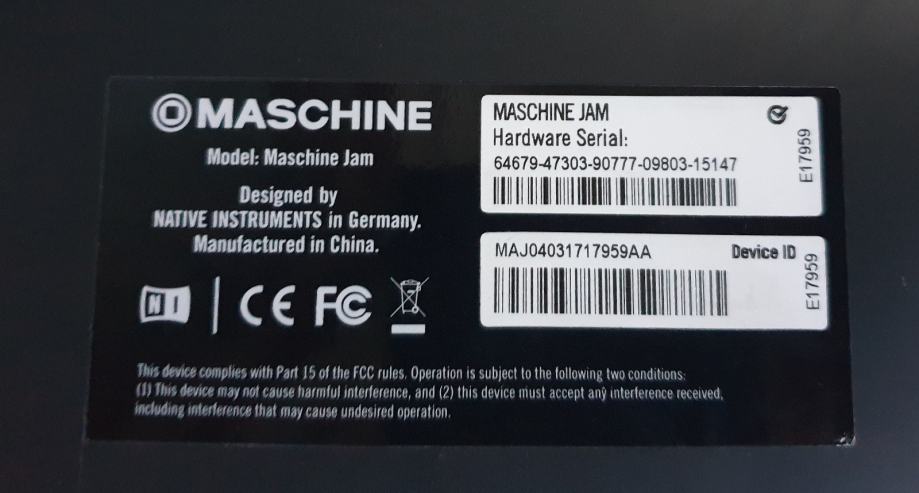 MASCHINE
Model: Maschine Jam
Designed by
NATIVE INSTRUMENTS in Germany.
Manufactured in China.
NI
CE FC
MASCHINE JAM
Hardware Serial:
64679-47303-90777-09803-15147
E17959
MAJ04031717959AA Device ID
E17959
This device complies with Part 15 of the FCC rules. Operation is subject to the following two conditions:
(1) This device may not cause harmful interference, and (2) this device must accept any interference received,
including interference that may cause undesired operation.